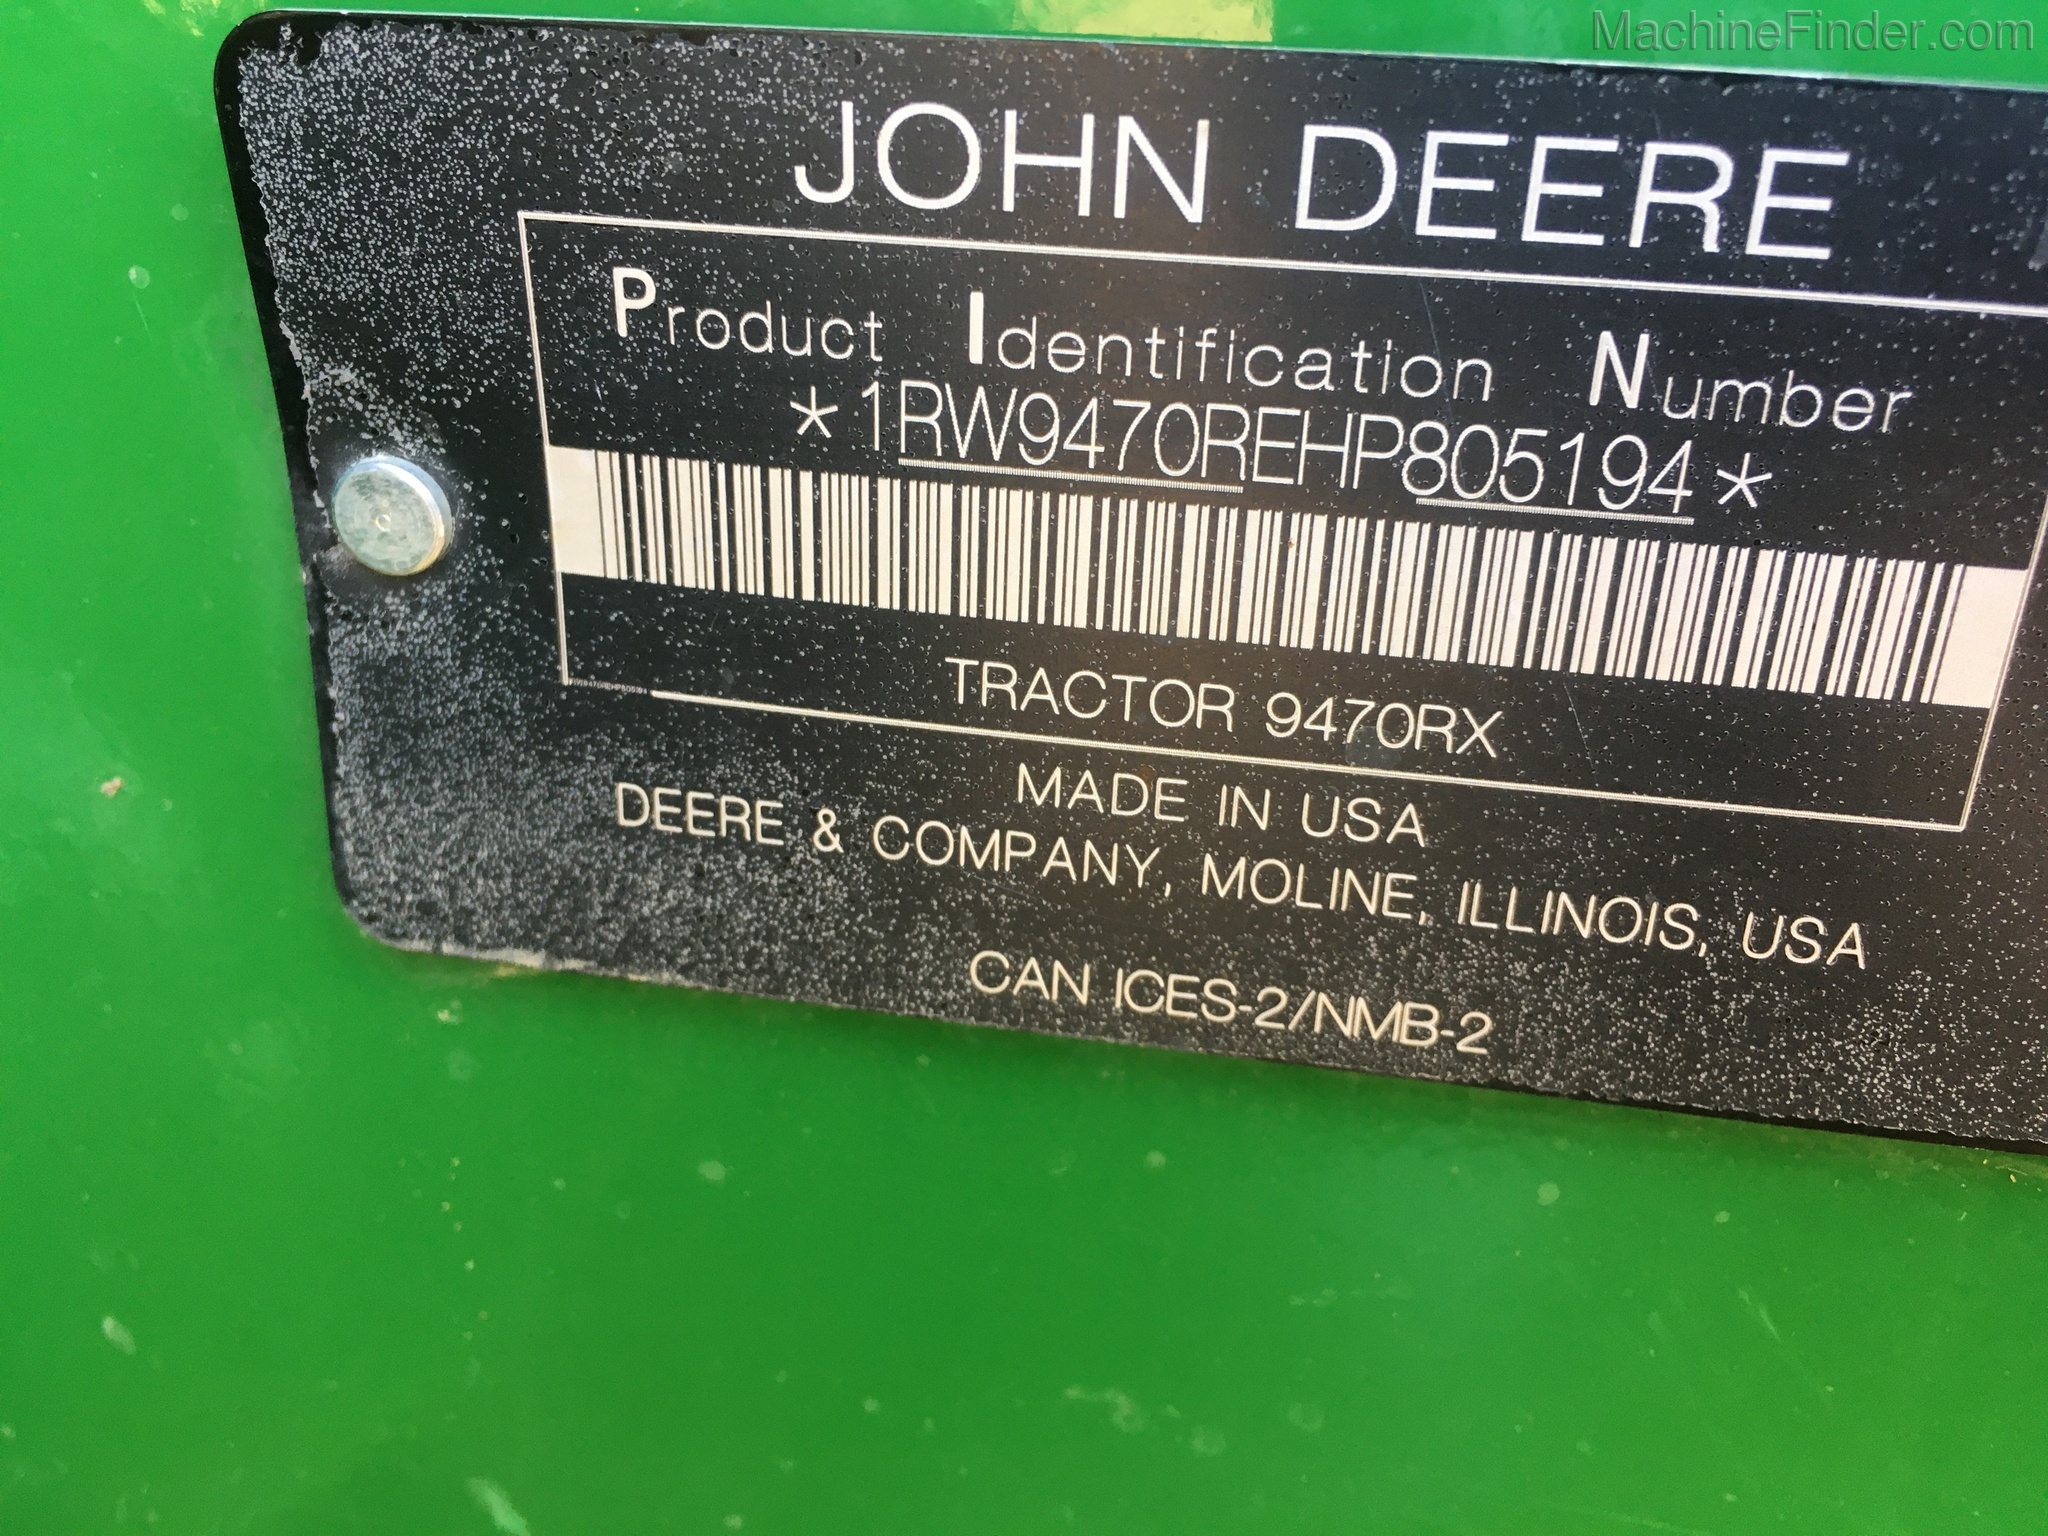 MachineFinder.com
JOHN DEERE
Product Identification Number
*1RW9470REHP805194*
TRACTOR 9470RX
MADE IN USA
DEERE & COMPANY, MOLINE, ILLINOIS, USA
CAN ICES-2/NMB-2